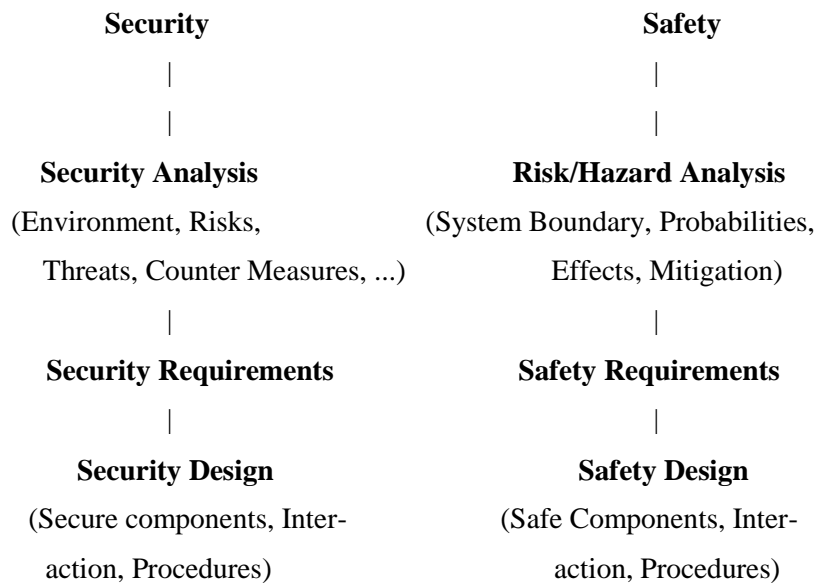 Security Safety
| |
| |
Security Analysis Risk/Hazard Analysis
(Environment, Risks, (System Boundary, Probabilities,
Threats, Counter Measures, ...) Effects, Mitigation)
| |
Security Requirements Safety Requirements
| |
Security Design Safety Design
(Secure components, Inter- (Safe Components, Inter-
action, Procedures) action, Procedures)